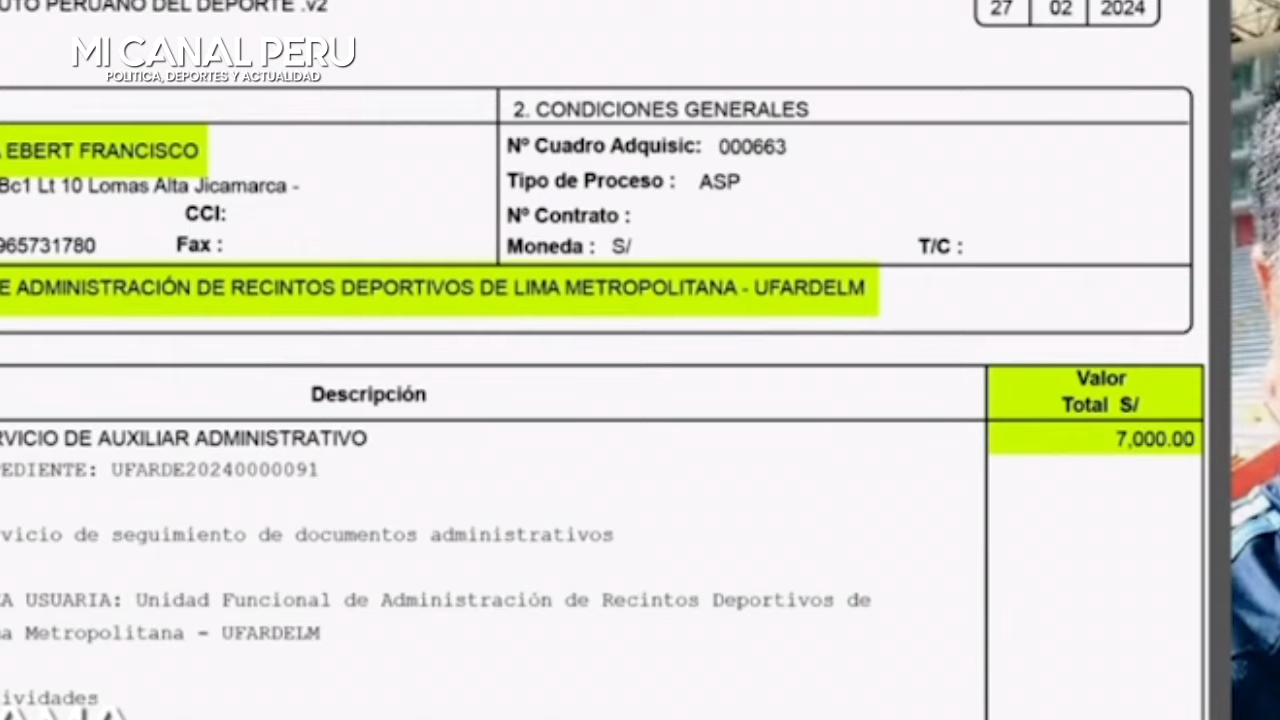 UTO PERUANO DEL DEPORTE .v2
27 02 2024
MI CANAL PERU
POLITICA, DEPORTES Y ACTUALIDAD
2. CONDICIONES GENERALES
EBERT FRANCISCO
Nº Cuadro Adquisic: 000663
Bc1 Lt 10 Lomas Alta Jicamarca -
Tipo de Proceso : ASP
CCI:
Nº Contrato :
965731780 Fax :
Moneda : S/ T/C :
E ADMINISTRACIÓN DE RECINTOS DEPORTIVOS DE LIMA METROPOLITANA - UFARDELM
Descripción
Valor
Total S/
RVICIO DE AUXILIAR ADMINISTRATIVO
7,000.00
PEDIENTE: UFARDE20240000091
rvicio de seguimiento de documentos administrativos
A USUARIA: Unidad Funcional de Administración de Recintos Deportivos de
a Metropolitana - UFARDELM
ividades